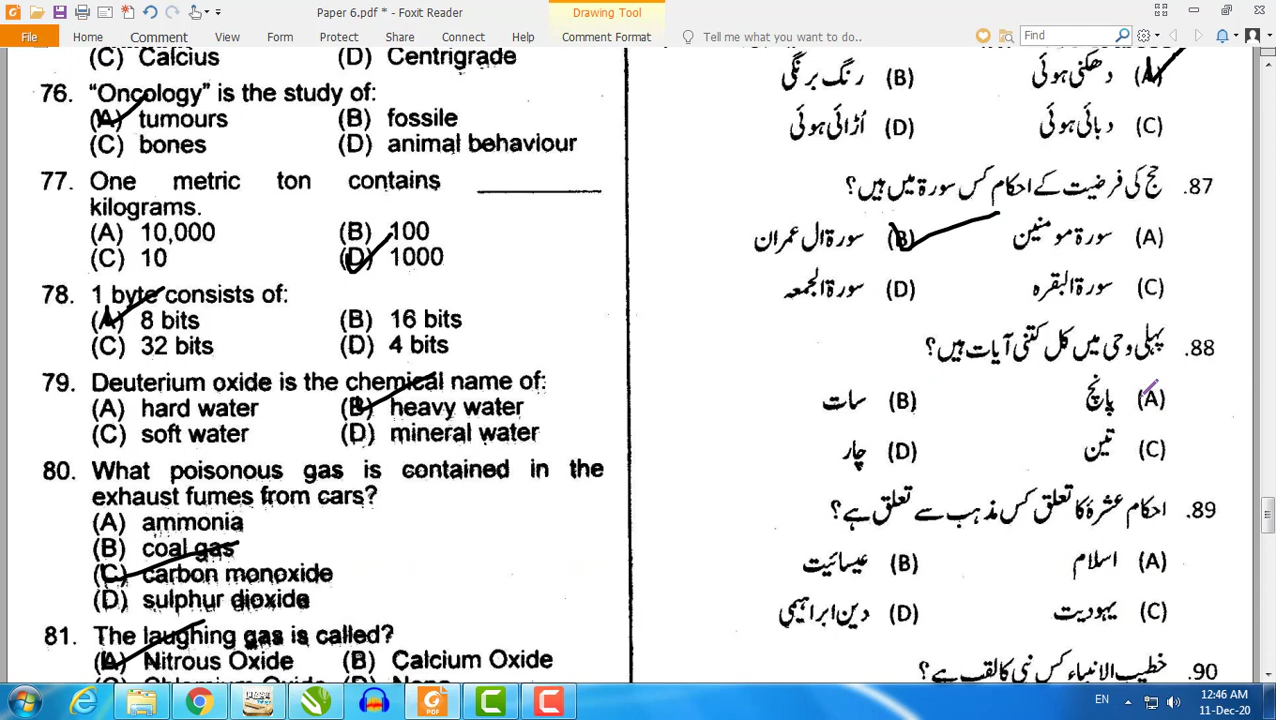 Paper 6.pdf * - Foxit Reader
Drawing Tool
File Home Comment View Form Protect Share Connect Help Comment Format Tell me what you want to do.. Find
(C) Calcius (D) Centrigrade
76. "Oncology" is the study of:
(A) tumours (B) fossile
(C) bones (D) animal behaviour
77. One metric ton contains ____________
kilograms.
(A) 10,000 (B) 100
(C) 10 (D) 1000
78. 1 byte consists of:
(A) 8 bits (B) 16 bits
(C) 32 bits (D) 4 bits
79. Deuterium oxide is the chemical name of:
(A) hard water (B) heavy water
(C) soft water (D) mineral water
80. What poisonous gas is contained in the
exhaust fumes from cars?
(A) ammonia
(B) coal gas
(C) carbon monoxide
(D) sulphur dioxide
81. The laughing gas is called?
(A) Nitrous Oxide (B) Calcium Oxide
(A) دھکنی ہوئی (B) رنگ برنگی
(C) دبائی ہوئی (D) اُڑائی ہوئی
87. حج کی فرضیت کے احکام کس سورۃ میں ہیں؟
(A) سورۃ مومنین (B) سورۃ ال عمران
(C) سورۃ البقرہ (D) سورۃ الجمعہ
88. پہلی وحی میں کل کتنی آیات ہیں؟
(A) پانچ (B) سات
(C) تین (D) چار
89. احکام عشرۂ کا تعلق کس مذہب سے تعلق ہے؟
(A) اسلام (B) عیسائیت
(C) یہودیت (D) دین ابراہیمی
90. خطیب الانبیاء کس نبی کا لقب ہے؟
EN 12:46 AM
11-Dec-20